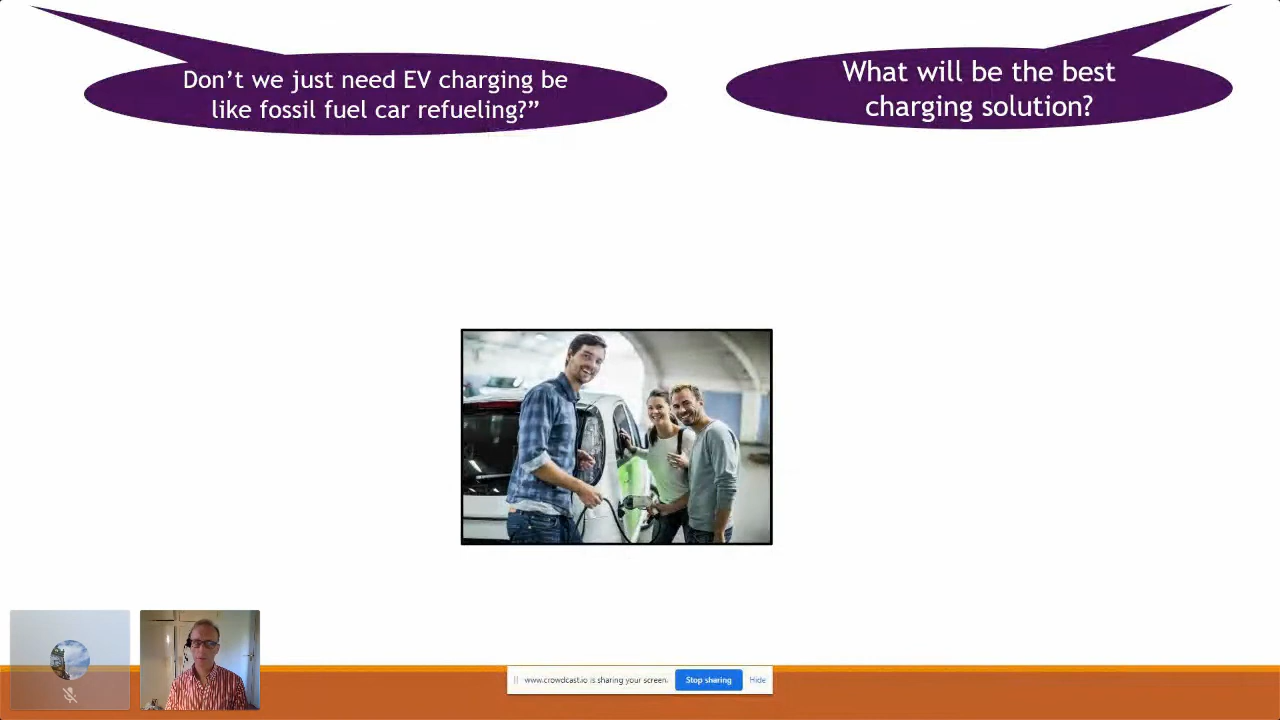 Don’t we just need EV charging be
like fossil fuel car refueling?”
What will be the best
charging solution?
www.crowdcast.io is sharing your screen.
Stop sharing
Hide